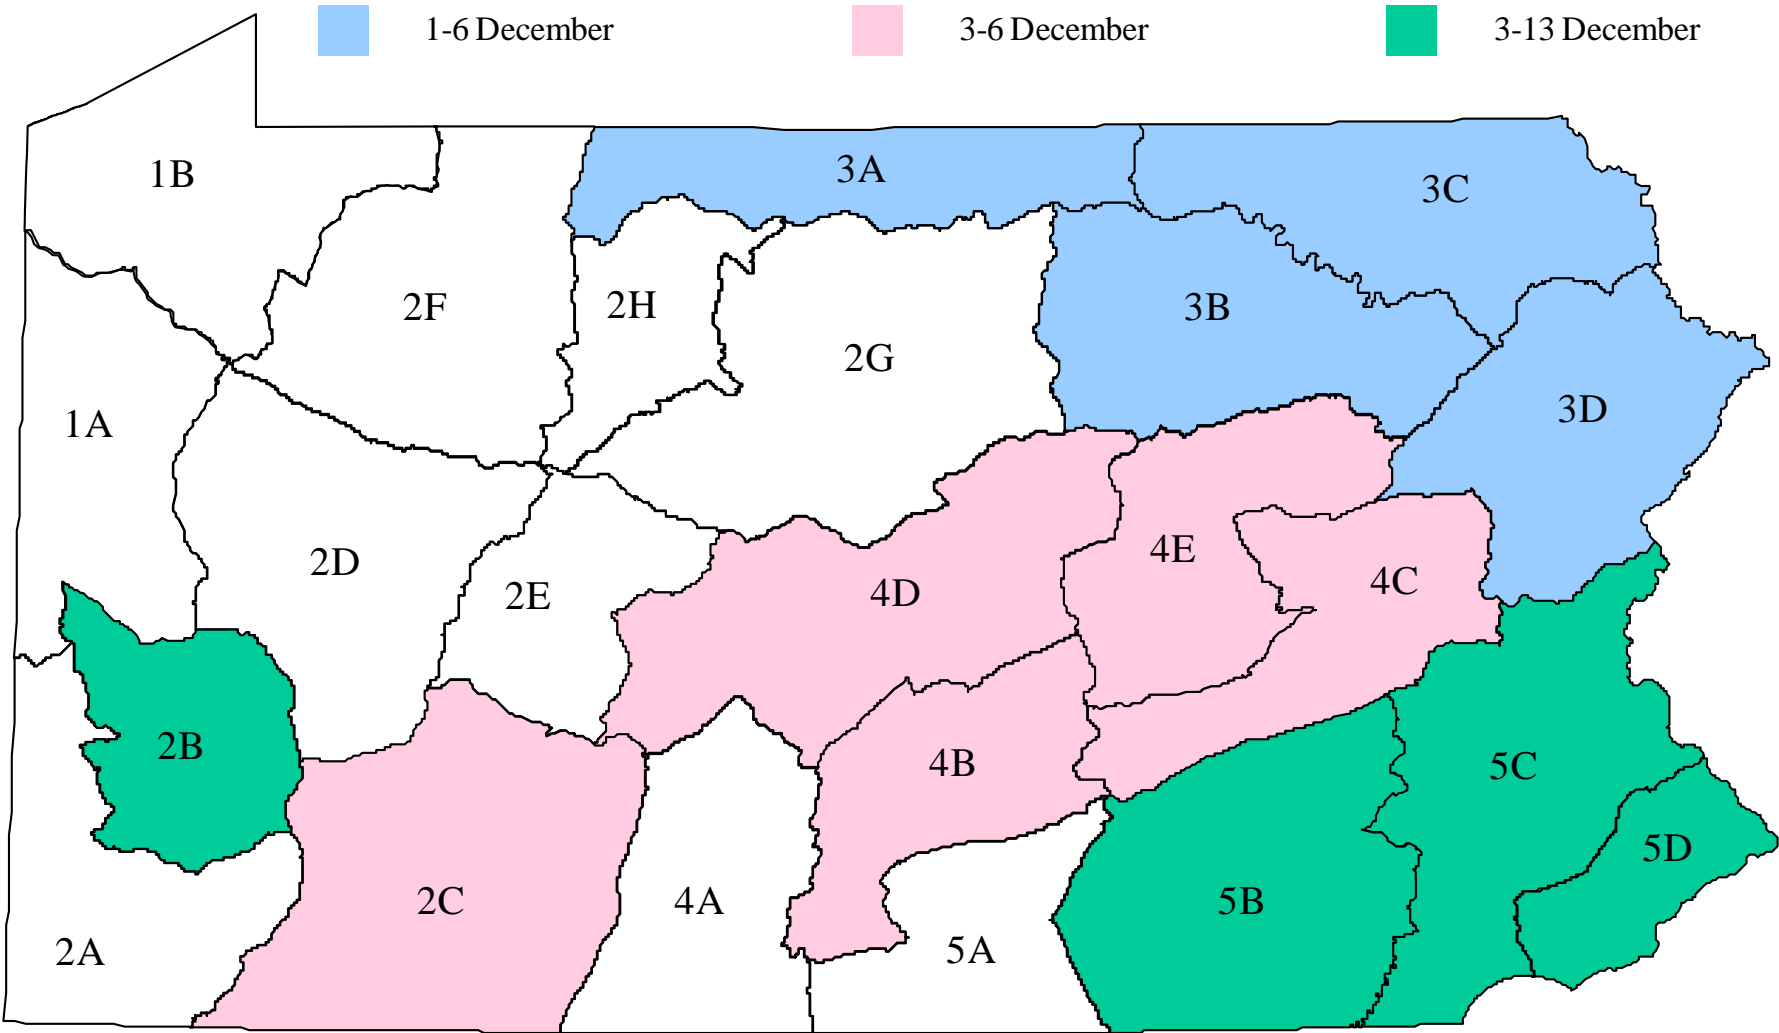 1-6 December 3-6 December 3-13 December
1B
3A
3C
2F
2H
3B
2G
1A
3D
2D
2E
4D
4E
4C
2B
4B
5C
5D
2C
4A
5B
2A
5A